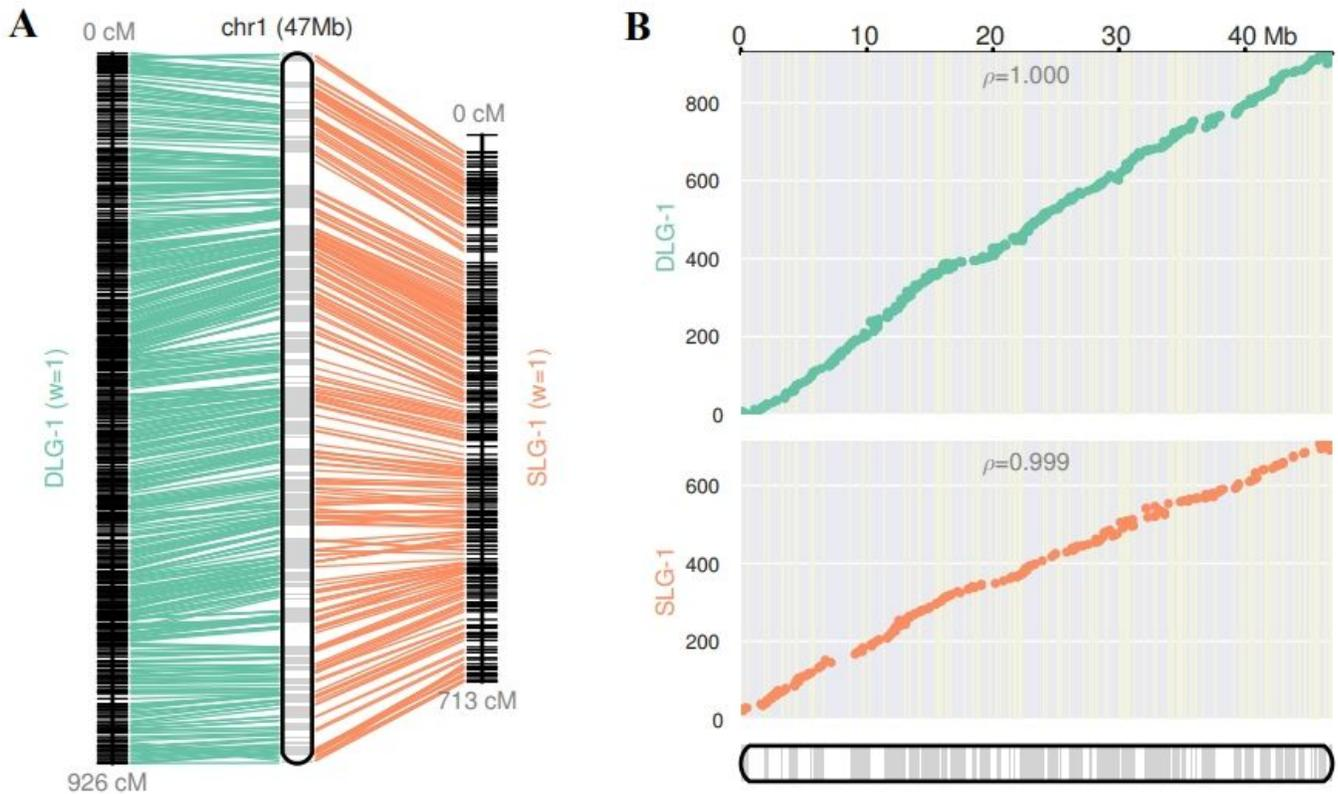 A
0 cM
chr1 (47Mb)
0 cM
DLG-1 (w=1)
SLG-1 (w=1)
713 cM
926 cM
B
0 10 20 30 40 Mb
ρ=1.000
DLG-1
800
600
400
200
0
ρ=0.999
SLG-1
600
400
200
0